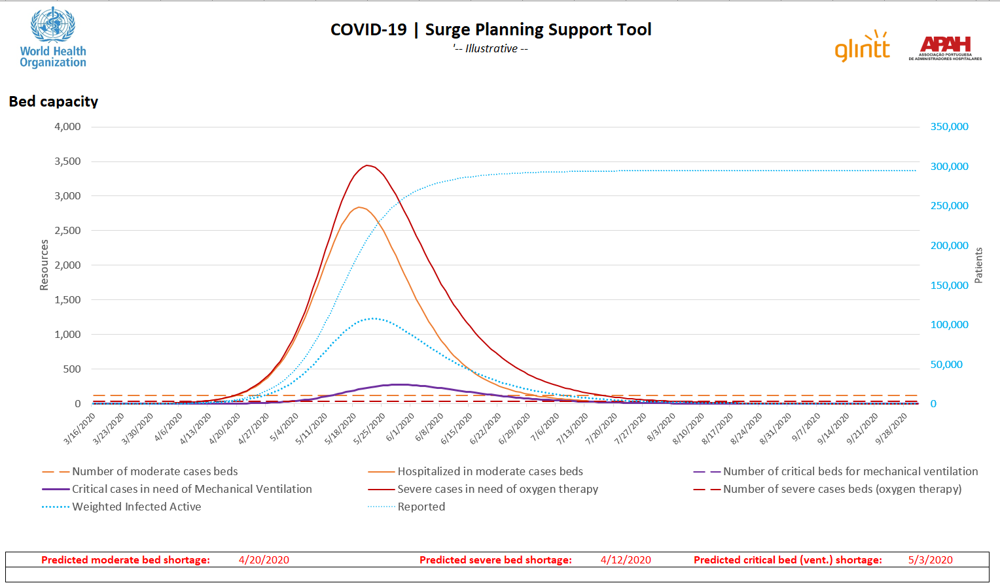 World Health
Organization
COVID-19 | Surge Planning Support Tool
'-- Illustrative --
glintt
APAH
ASSOCIAÇÃO PORTUGUESA
DE ADMINISTRADORES HOSPITALARES
Bed capacity
4,000
3,500
3,000
2,500
2,000
1,500
1,000
500
0
Resources
350,000
300,000
250,000
200,000
150,000
100,000
50,000
0
Patients
3/16/2020
3/23/2020
3/30/2020
4/6/2020
4/13/2020
4/20/2020
4/27/2020
5/4/2020
5/11/2020
5/18/2020
5/25/2020
6/1/2020
6/8/2020
6/15/2020
6/22/2020
6/29/2020
7/6/2020
7/13/2020
7/20/2020
7/27/2020
8/3/2020
8/10/2020
8/17/2020
8/24/2020
8/31/2020
9/7/2020
9/14/2020
9/21/2020
9/28/2020
Number of moderate cases beds
Hospitalized in moderate cases beds
Number of critical beds for mechanical ventilation
Critical cases in need of Mechanical Ventilation
Severe cases in need of oxygen therapy
Number of severe cases beds (oxygen therapy)
Weighted Infected Active
Reported
Predicted moderate bed shortage: 4/20/2020
Predicted severe bed shortage: 4/12/2020
Predicted critical bed (vent.) shortage: 5/3/2020